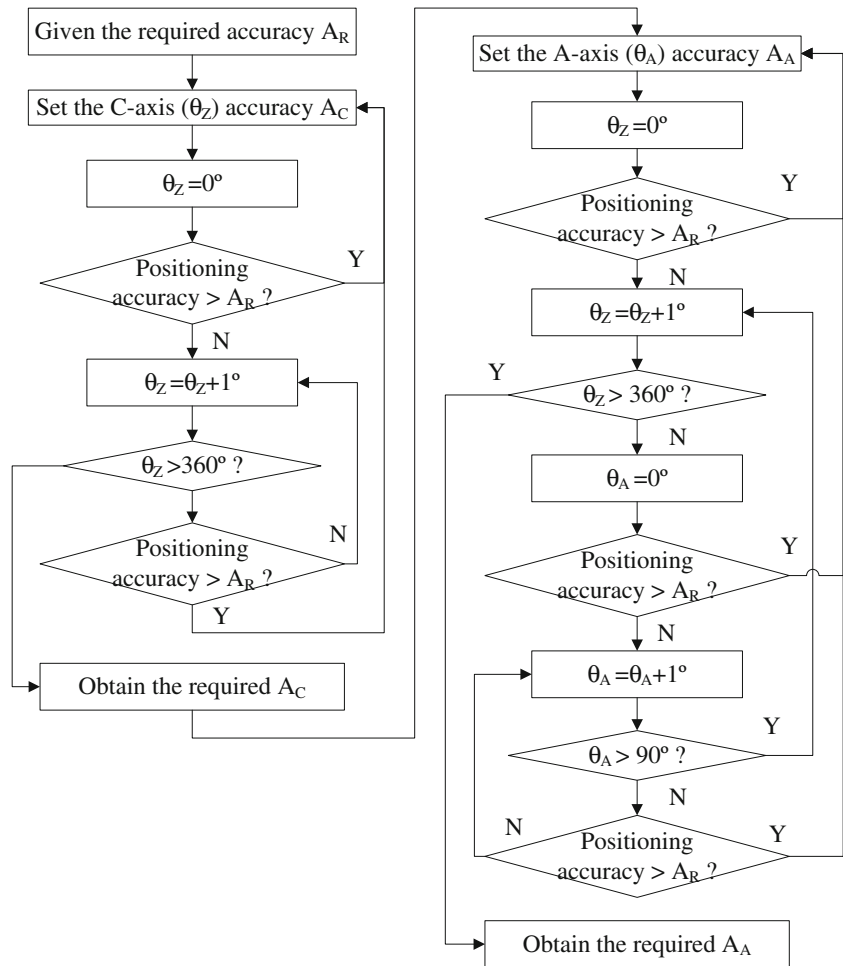 Given the required accuracy A_R
Set the C-axis (θ_Z) accuracy A_C
θ_Z=0º
Positioning
accuracy > A_R ?
Y
N
θ_Z=θ_Z+1º
θ_Z>360º ?
N
Positioning
accuracy > A_R ?
Y
Obtain the required A_C
Set the A-axis (θ_A) accuracy A_A
θ_Z=0º
Y
Positioning
accuracy > A_R ?
N
θ_Z=θ_Z+1º
Y
θ_Z> 360º ?
N
θ_A=0º
Y
Positioning
accuracy > A_R ?
N
θ_A=θ_A+1º
Y
θ_A> 90º ?
N
N
Y
Positioning
accuracy > A_R ?
Obtain the required A_A